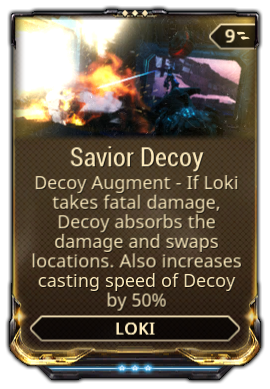 9
Savior Decoy
Decoy Augment - If Loki
takes fatal damage,
Decoy absorbs the
damage and swaps
locations. Also increases
casting speed of Decoy
by 50%
LOKI